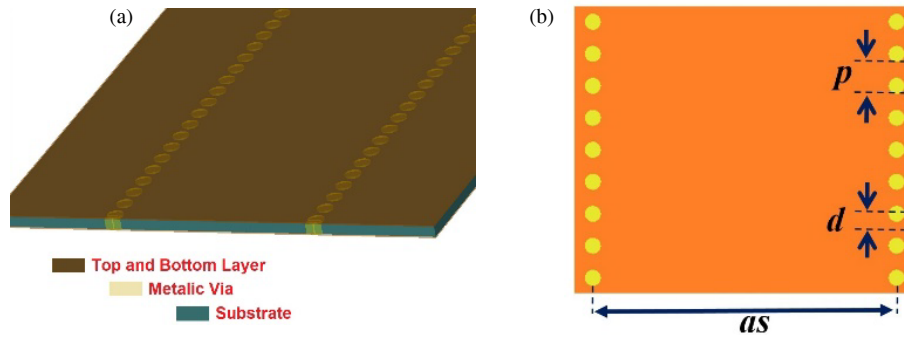 (a)
Top and Bottom Layer
Metalic Via
Substrate
(b)
p
d
as